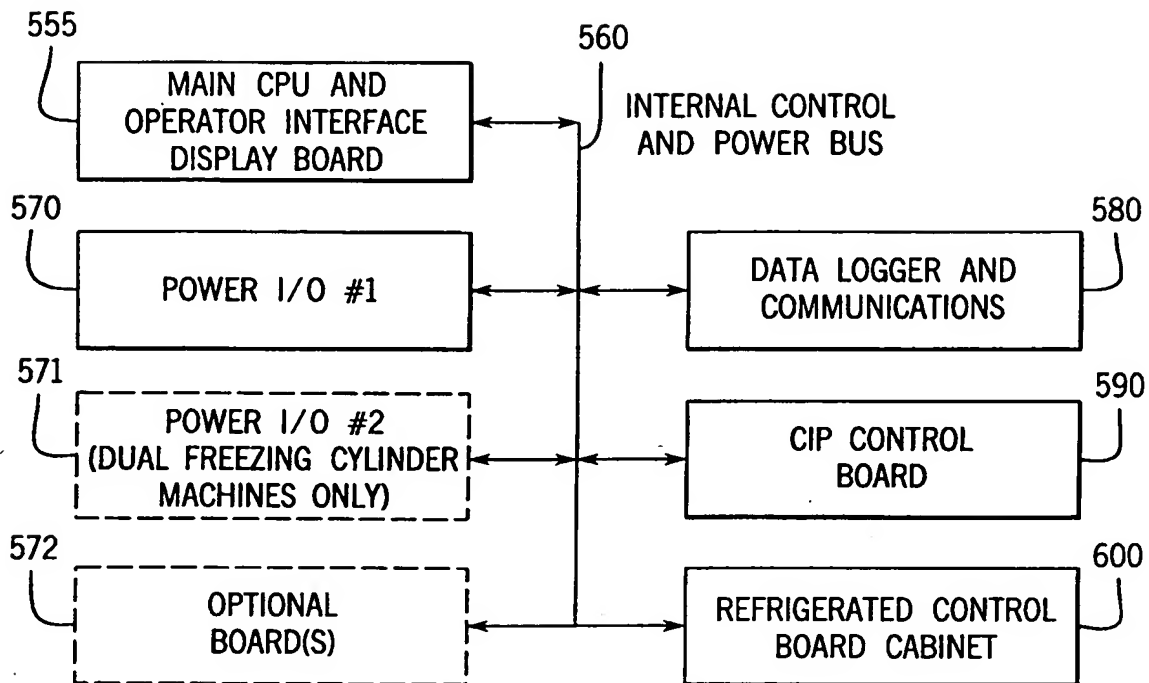 555
MAIN CPU AND
OPERATOR INTERFACE
DISPLAY BOARD
560
INTERNAL CONTROL
AND POWER BUS
570
POWER I/O #1
580
DATA LOGGER AND
COMMUNICATIONS
571
POWER I/O #2
(DUAL FREEZING CYLINDER
MACHINES ONLY)
590
CIP CONTROL
BOARD
572
OPTIONAL
BOARD(S)
600
REFRIGERATED CONTROL
BOARD CABINET